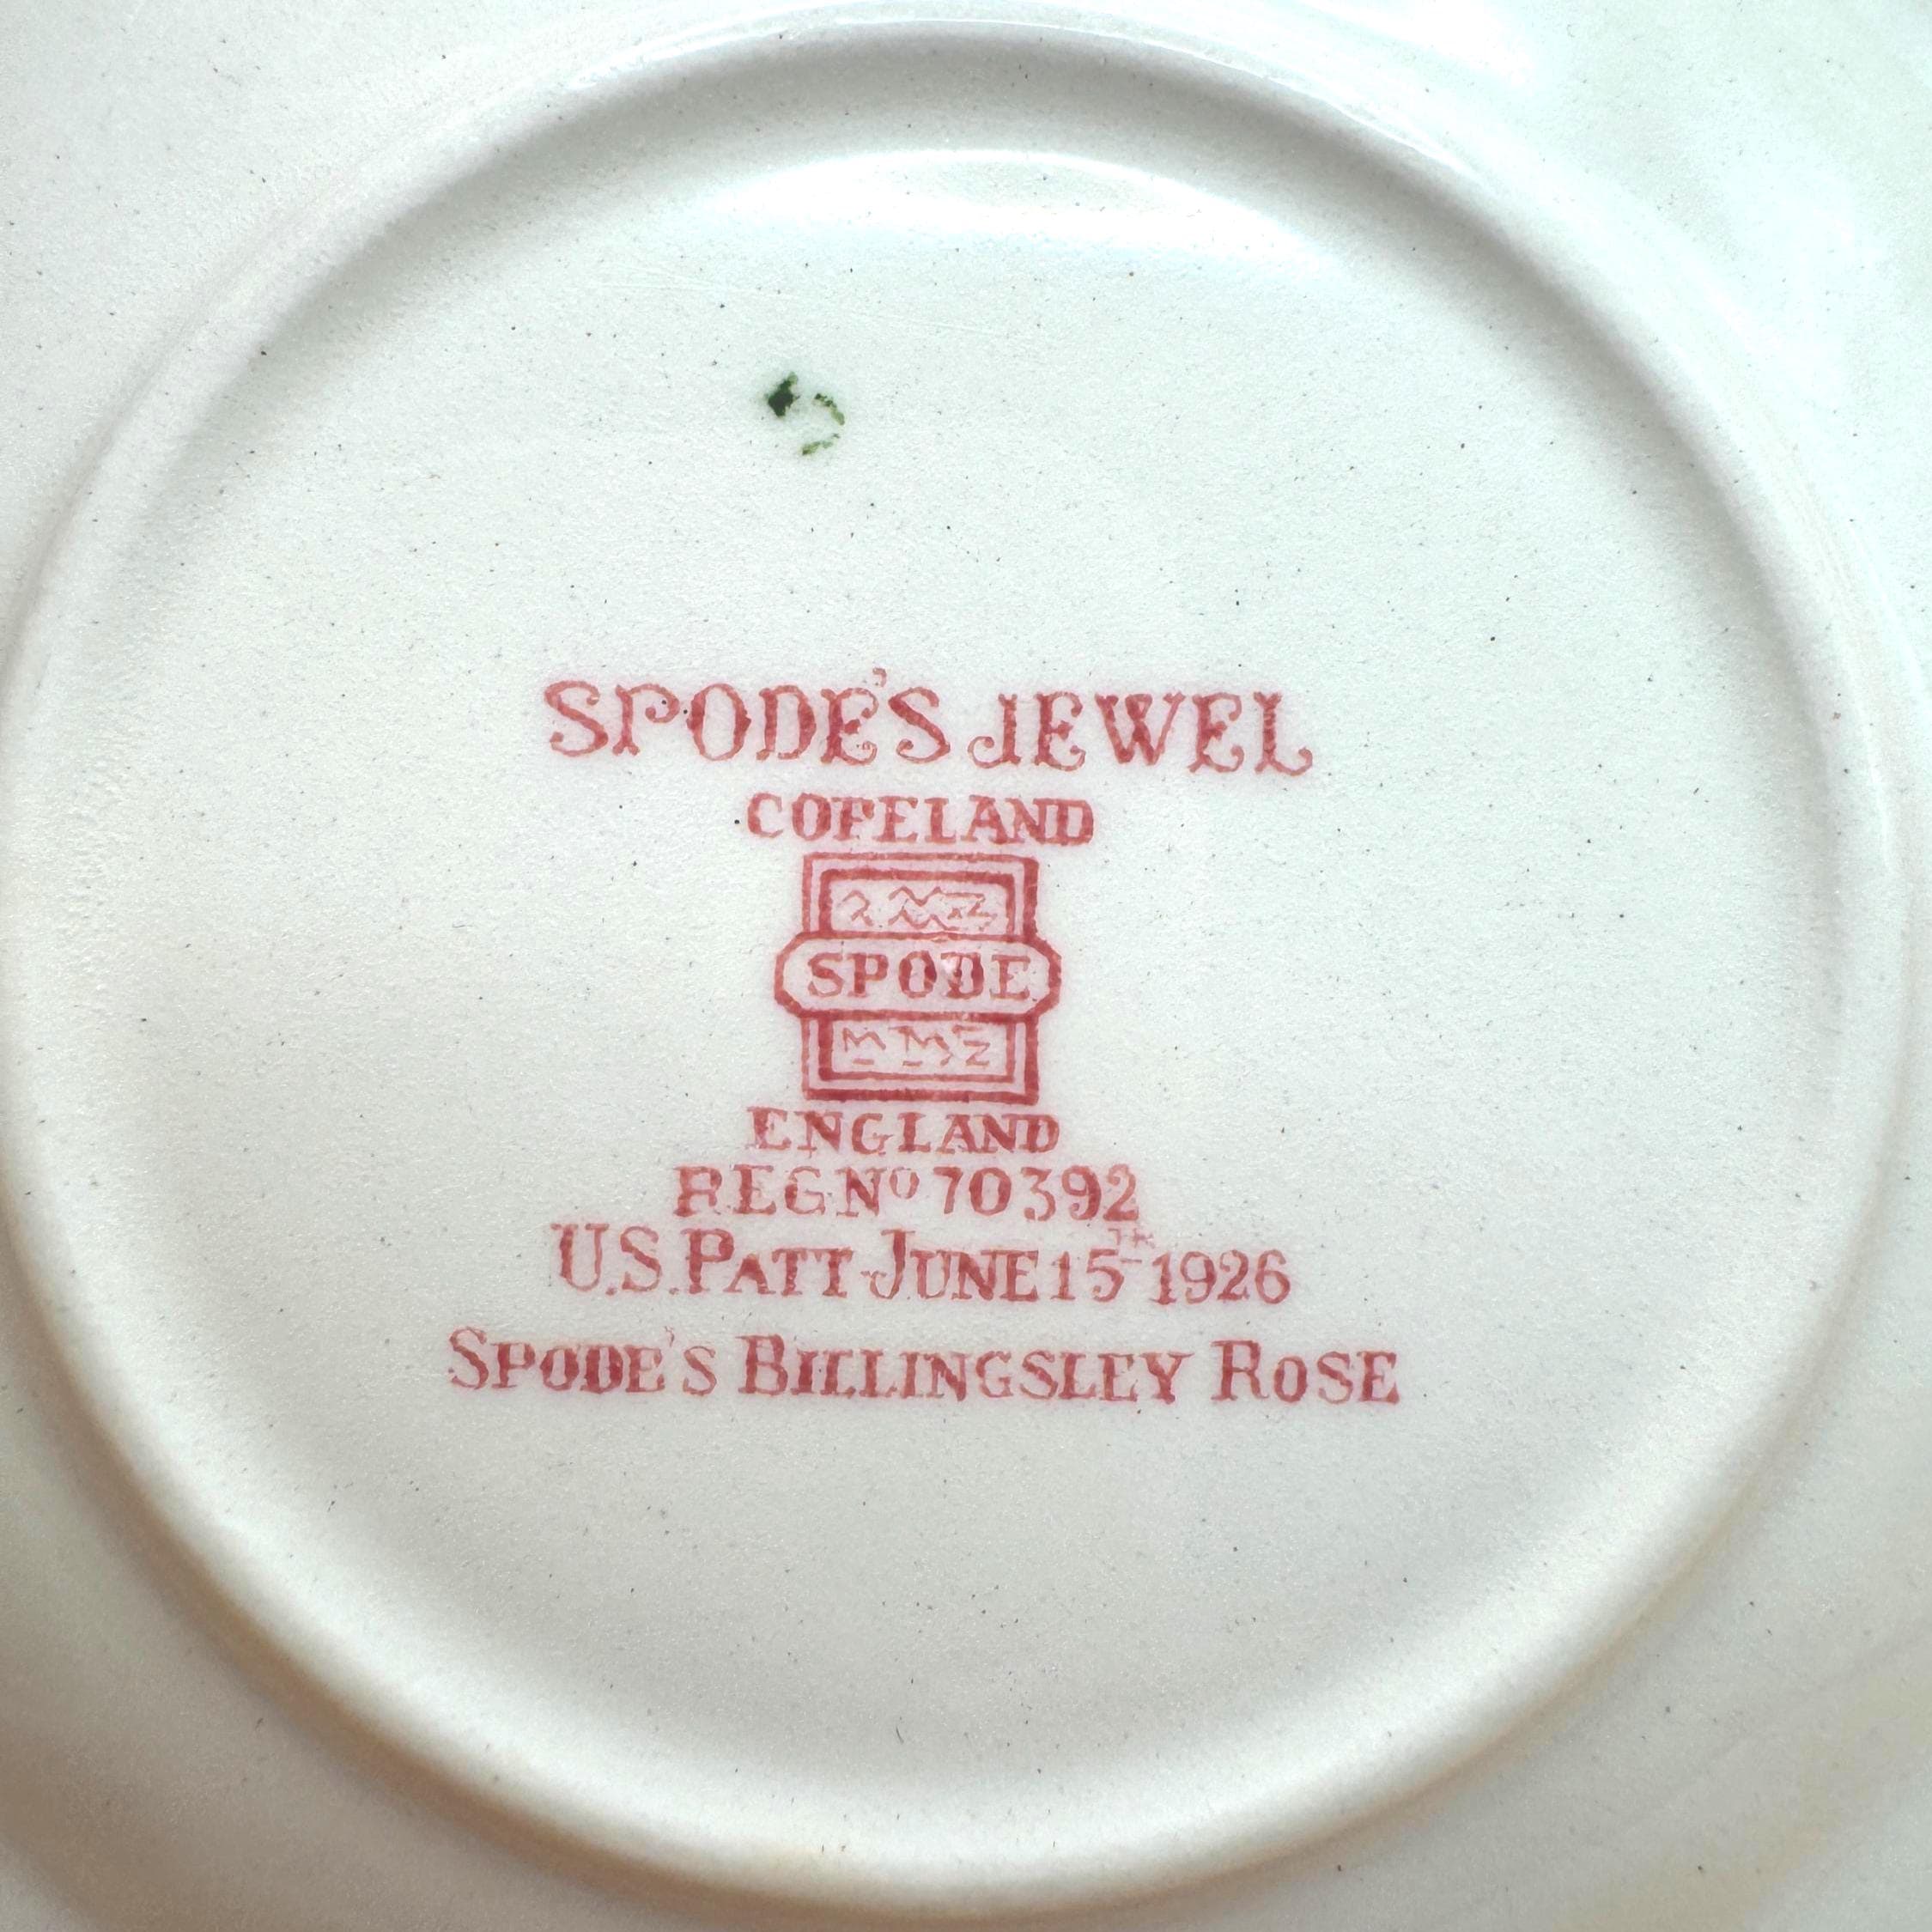 SPODE'S JEWEL
COPELAND
SPODE
ENGLAND
REG Nº 70392
U.S. PATT JUNE 15TH 1926
SPODE'S BILLINGSLEY ROSE